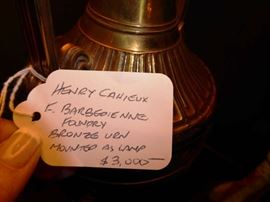 HENRY CAHIEUX
F. BARBEDIENNE
FOUNDRY
BRONZE URN
MOUNTED AS LAMP
$3,000—